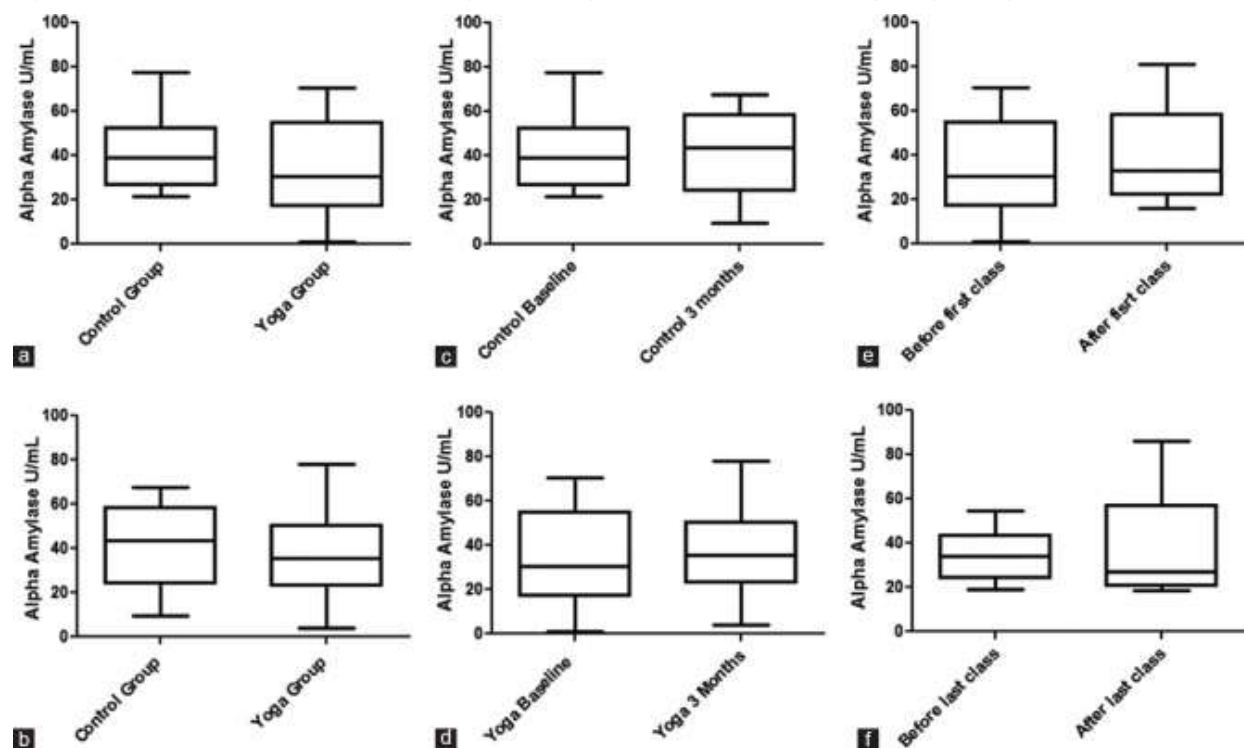 Alpha Amylase U/mL
100
80
60
40
20
0
Control Group
Yoga Group
a
Alpha Amylase U/mL
100
80
60
40
20
0
Control Baseline
Control 3 months
c
Alpha Amylase U/mL
100
80
60
40
20
0
Before first class
After fisrt class
e
Alpha Amylase U/mL
100
80
60
40
20
0
Control Group
Yoga Group
b
Alpha Amylase U/mL
100
80
60
40
20
0
Yoga Baseline
Yoga 3 Months
d
Alpha Amylase U/mL
100
80
60
40
20
0
Before last class
After last class
f